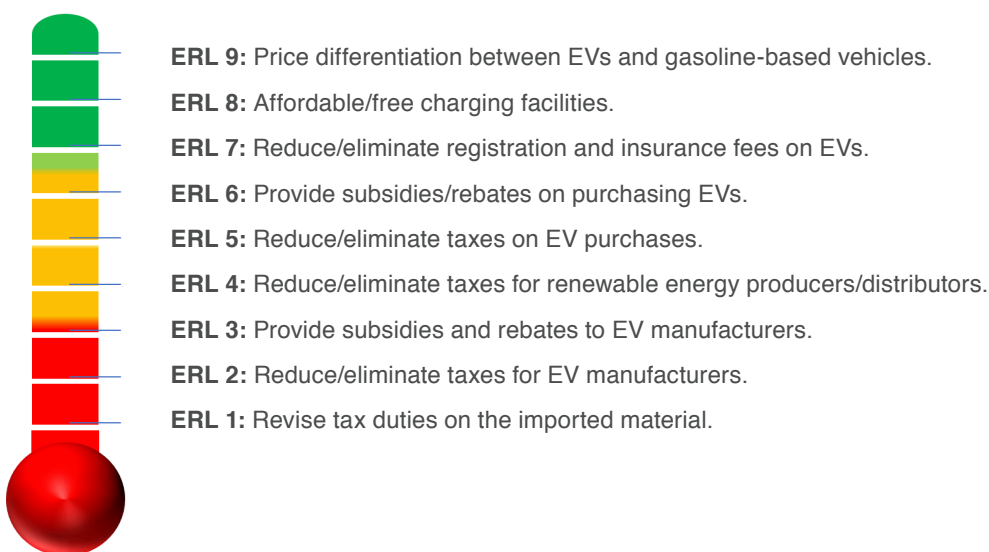 ERL 9: Price differentiation between EVs and gasoline-based vehicles.
ERL 8: Affordable/free charging facilities.
ERL 7: Reduce/eliminate registration and insurance fees on EVs.
ERL 6: Provide subsidies/rebates on purchasing EVs.
ERL 5: Reduce/eliminate taxes on EV purchases.
ERL 4: Reduce/eliminate taxes for renewable energy producers/distributors.
ERL 3: Provide subsidies and rebates to EV manufacturers.
ERL 2: Reduce/eliminate taxes for EV manufacturers.
ERL 1: Revise tax duties on the imported material.